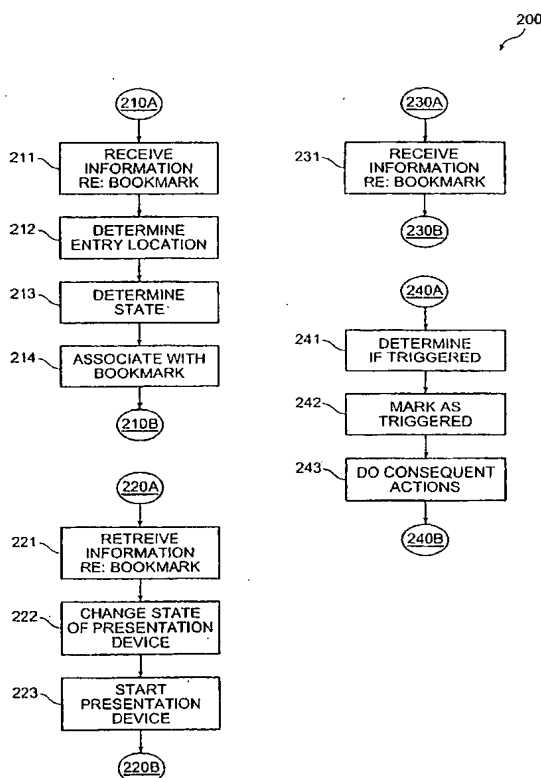 200
210A
211
RECEIVE
INFORMATION
RE: BOOKMARK
212
DETERMINE
ENTRY LOCATION
213
DETERMINE
STATE
214
ASSOCIATE WITH
BOOKMARK
210B
220A
221
RETREIVE
INFORMATION
RE: BOOKMARK
222
CHANGE STATE
OF PRESENTATION
DEVICE
223
START
PRESENTATION
DEVICE
220B
230A
231
RECEIVE
INFORMATION
RE: BOOKMARK
230B
240A
241
DETERMINE
IF TRIGGERED
242
MARK AS
TRIGGERED
243
DO CONSEQUENT
ACTIONS
240B